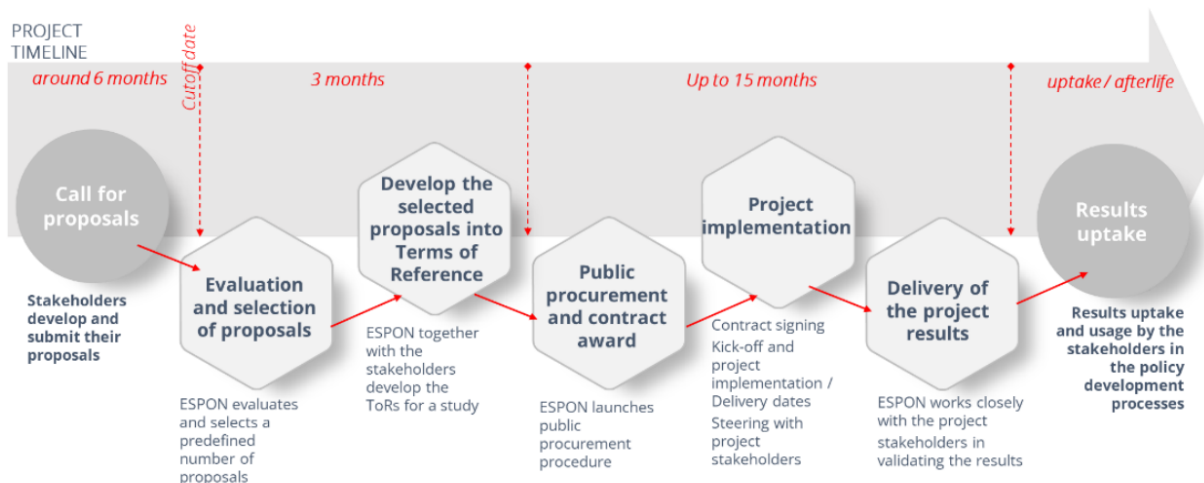 PROJECT
TIMELINE
around 6 months
Cutoff date
3 months
Up to 15 months
uptake / afterlife
Call for
proposals
Stakeholders
develop and
submit their
proposals
Evaluation
and selection
of proposals
ESPON evaluates
and selects a
predefined
number of
proposals
Develop the
selected
proposals into
Terms of
Reference
ESPON together
with the
stakeholders
develop the
ToRs for a study
Public
procurement
and contract
award
ESPON launches
public
procurement
procedure
Project
implementation
Contract signing
Kick-off and
project
implementation /
Delivery dates
Steering with
project
stakeholders
Delivery of
the project
results
ESPON works closely
with the project
stakeholders in
validating the results
Results
uptake
Results uptake
and usage by the
stakeholders in
the policy
development
processes